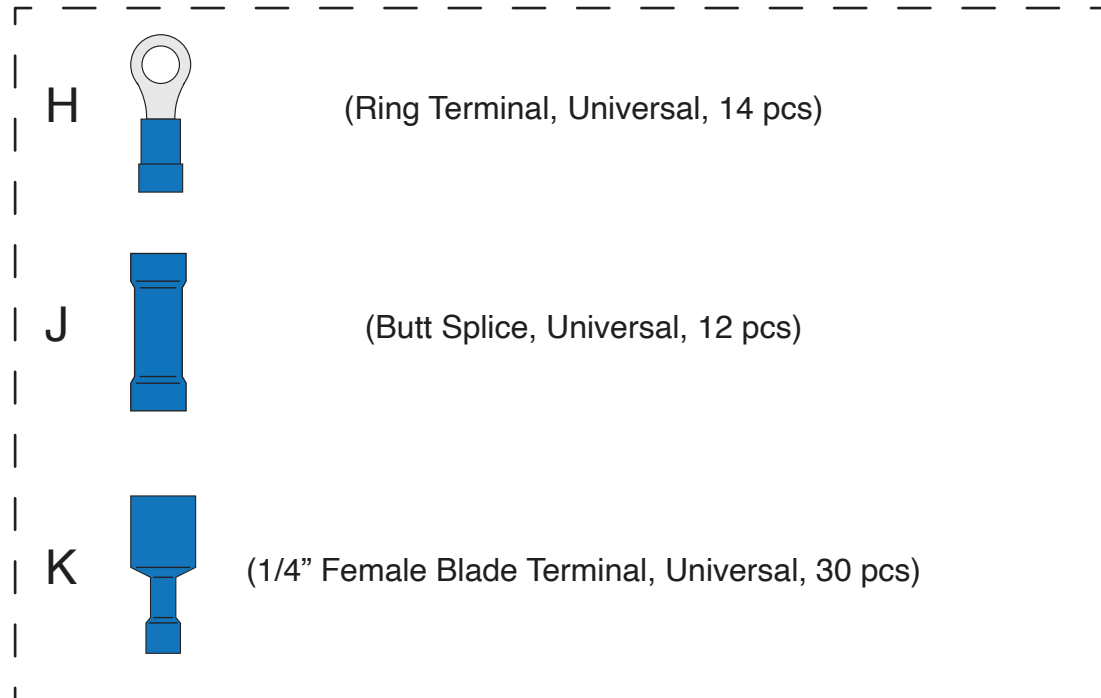 H (Ring Terminal, Universal, 14 pcs)
J (Butt Splice, Universal, 12 pcs)
K (1/4” Female Blade Terminal, Universal, 30 pcs)